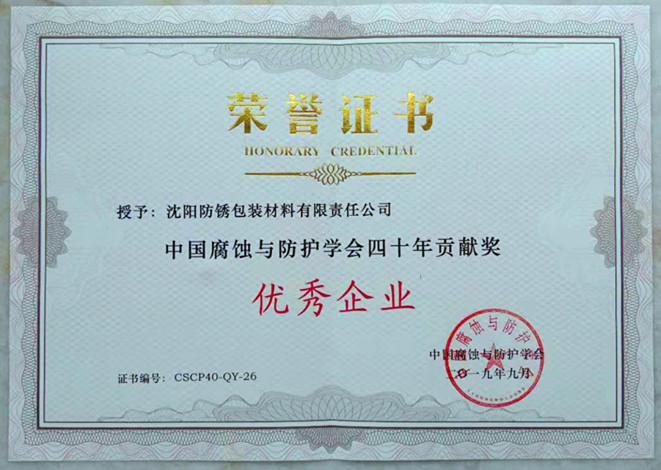 荣誉证书
HONORARY CREDENTIAL
授予：沈阳防锈包装材料有限责任公司
中国腐蚀与防护学会四十年贡献奖
优秀企业
中国腐蚀与防护学会
二〇一九年九月
证书编号：CSCP40-QY-26